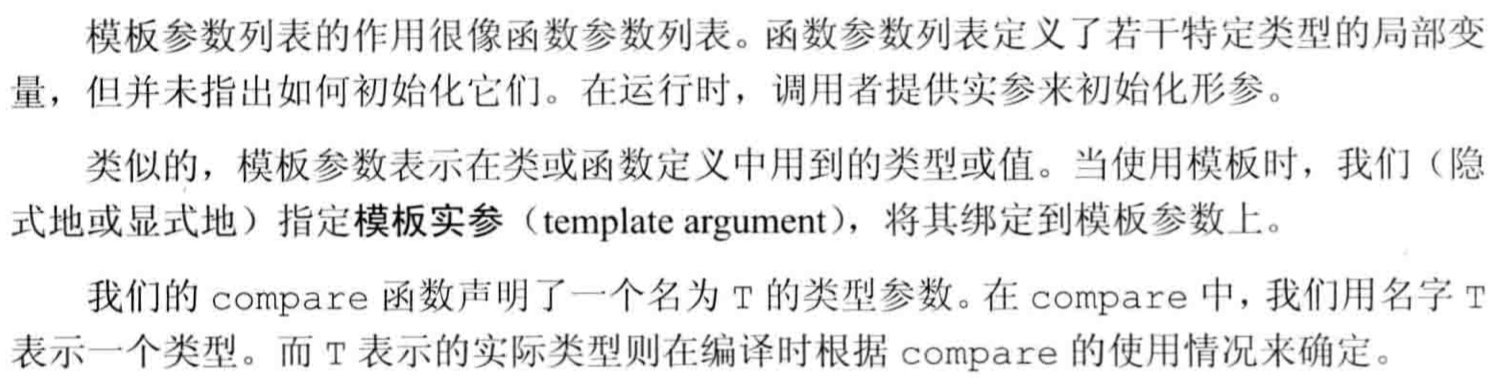 模板参数列表的作用很像函数参数列表。函数参数列表定义了若干特定类型的局部变
量，但并未指出如何初始化它们。在运行时，调用者提供实参来初始化形参。
类似的，模板参数表示在类或函数定义中用到的类型或值。当使用模板时，我们（隐
式地或显式地）指定模板实参（template argument），将其绑定到模板参数上。
我们的 compare 函数声明了一个名为 T 的类型参数。在 compare 中，我们用名字 T
表示一个类型。而 T 表示的实际类型则在编译时根据 compare 的使用情况来确定。